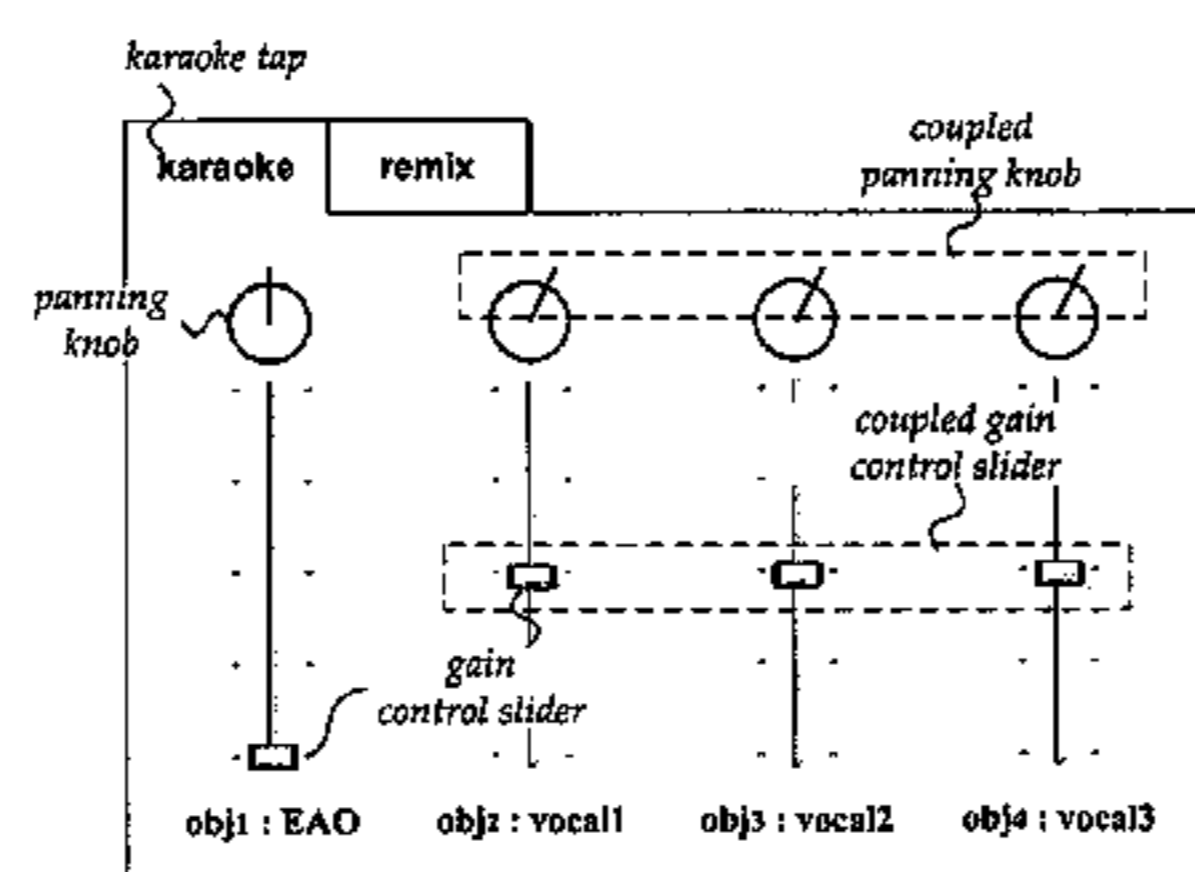 karaoke tap
karaoke
remix
coupled
panning knob
panning
knob
coupled gain
control slider
gain
control slider
obj1 : EAO
obj2 : vocal1
obj3 : vocal2
obj4 : vocal3